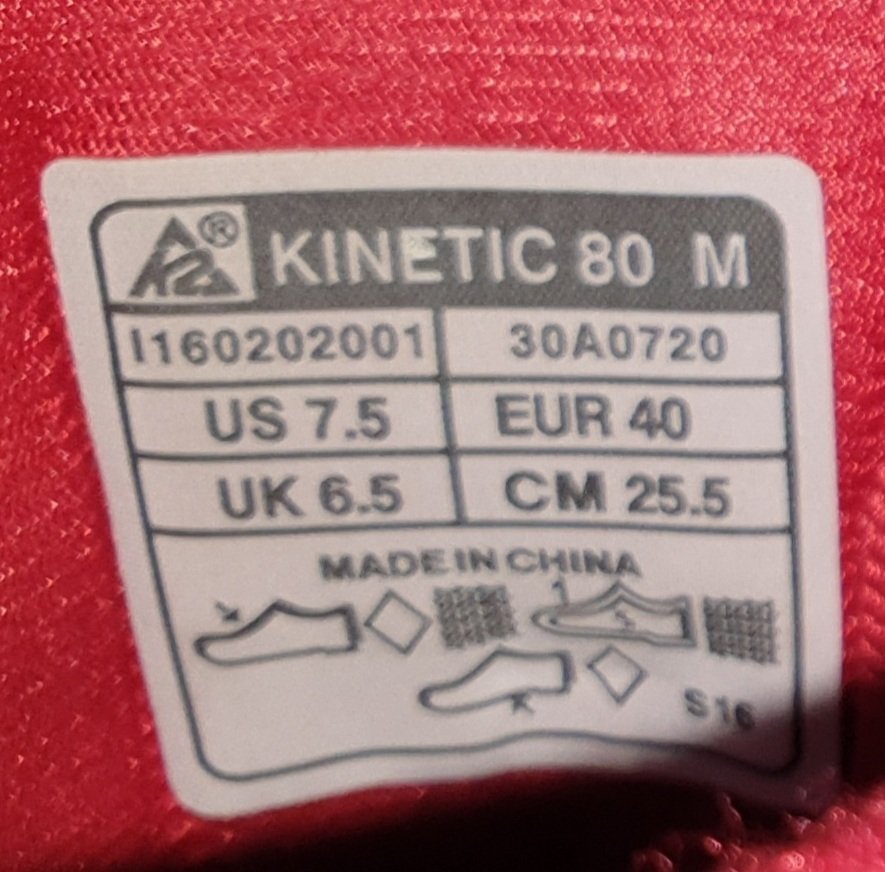 K2® KINETIC 80 M
I160202001 30A0720
US 7.5 EUR 40
UK 6.5 CM 25.5
MADE IN CHINA
S16